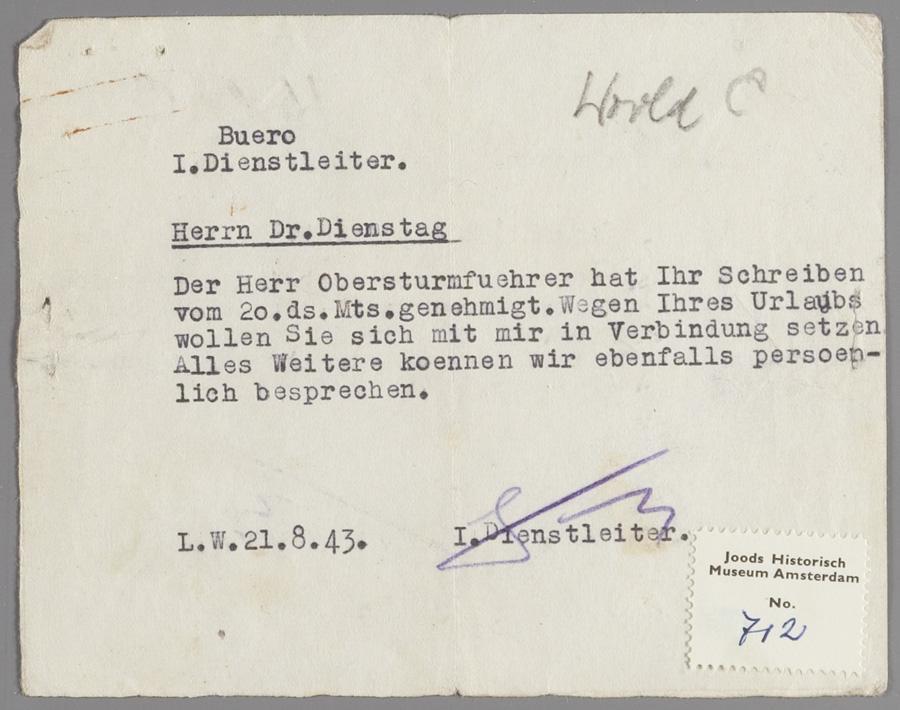 World
Buero
I.Dienstleiter.
Herrn Dr.Dienstag
Der Herr Obersturmfuehrer hat Ihr Schreiben
vom 2o.ds.Mts.genehmigt.Wegen Ihres Urlaubs
wollen Sie sich mit mir in Verbindung setzen
Alles Weitere koennen wir ebenfalls persoen-
lich besprechen.
L.W.21.8.43.
I.Dienstleiter.
Joods Historisch
Museum Amsterdam
No.
712